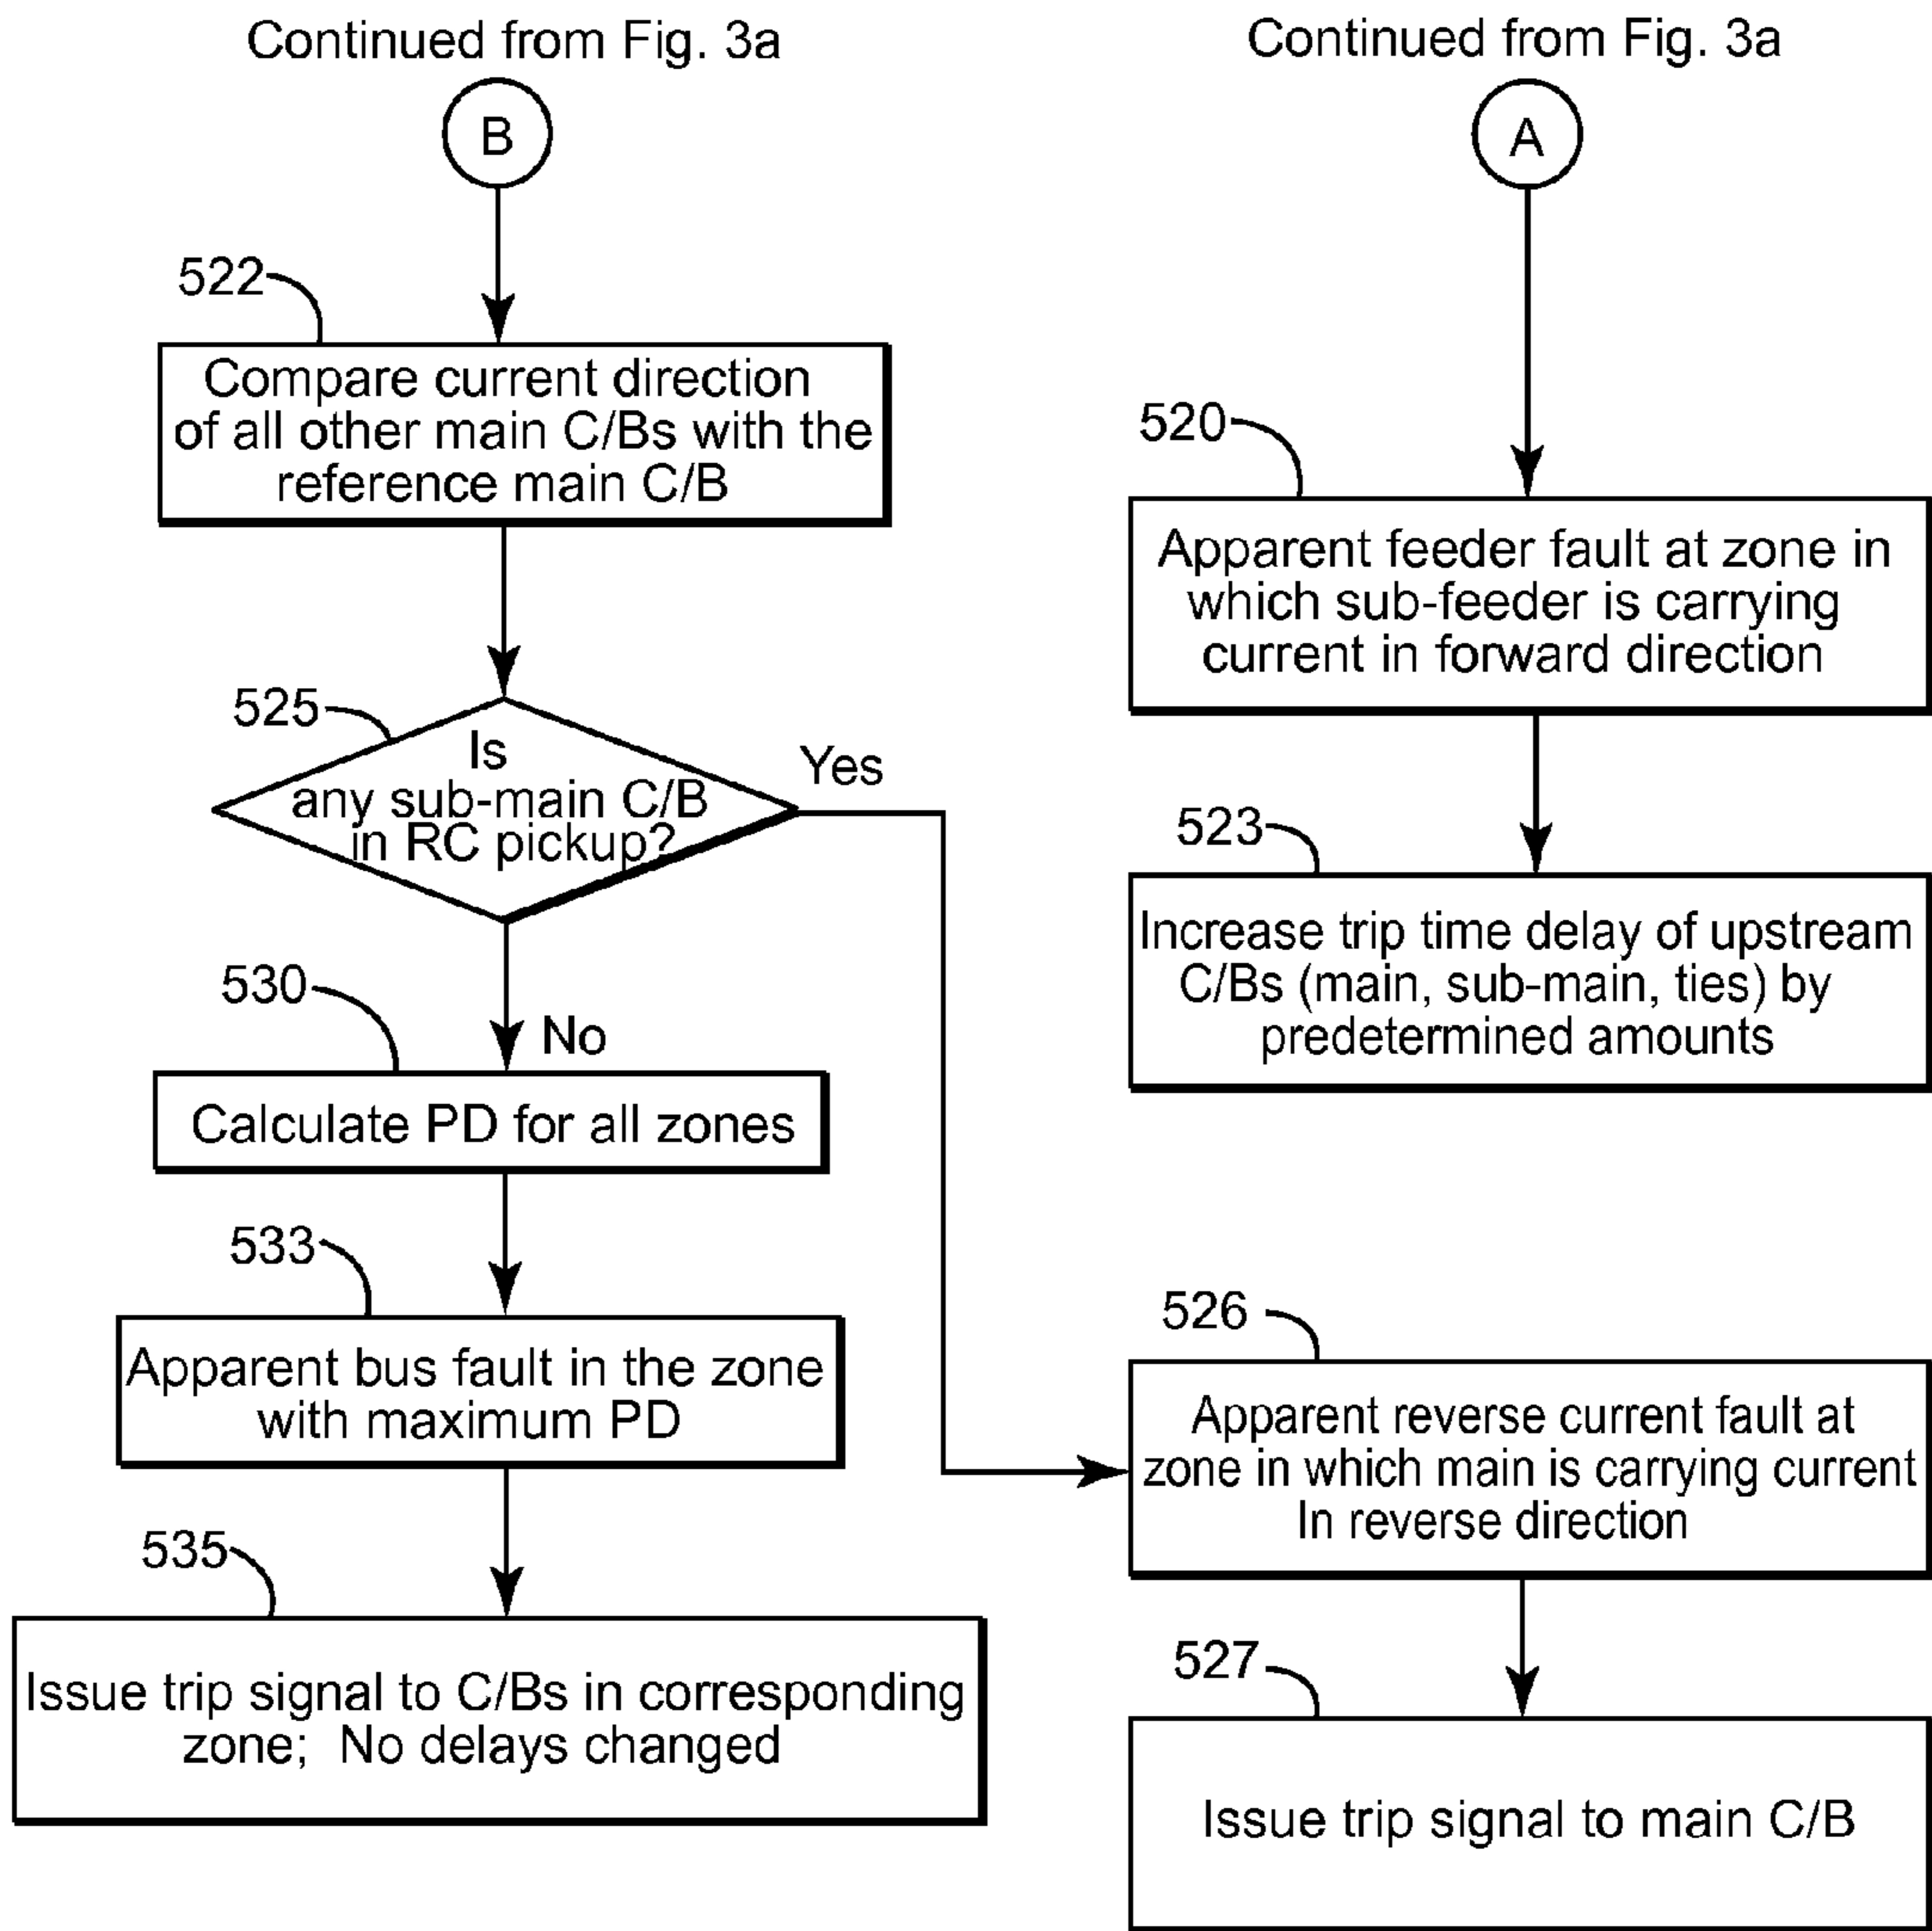 Continued from Fig. 3a
B
522
Compare current direction
of all other main C/Bs with the
reference main C/B
525
Is
any sub-main C/B
in RC pickup?
Yes
No
530
Calculate PD for all zones
533
Apparent bus fault in the zone
with maximum PD
535
Issue trip signal to C/Bs in corresponding
zone; No delays changed
Continued from Fig. 3a
A
520
Apparent feeder fault at zone in
which sub-feeder is carrying
current in forward direction
523
Increase trip time delay of upstream
C/Bs (main, sub-main, ties) by
predetermined amounts
526
Apparent reverse current fault at
zone in which main is carrying current
In reverse direction
527
Issue trip signal to main C/B